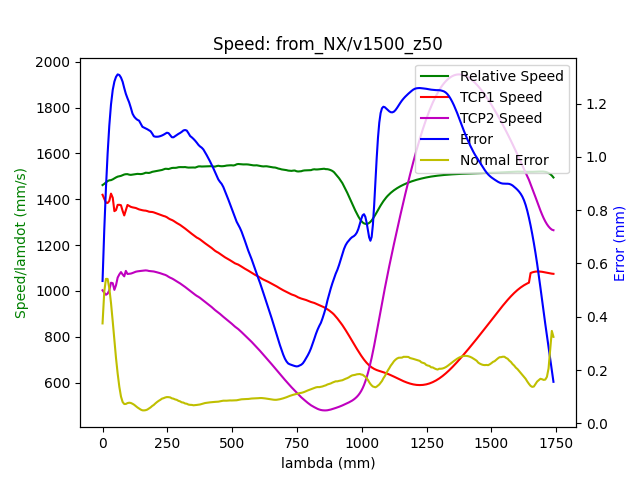 Speed: from_NX/v1500_z50
Relative Speed
TCP1 Speed
TCP2 Speed
Error
Normal Error
Speed/lamdot (mm/s)
2000
1800
1600
1400
1200
1000
800
600
Error (mm)
1.2
1.0
0.8
0.6
0.4
0.2
0.0
0 250 500 750 1000 1250 1500 1750
lambda (mm)